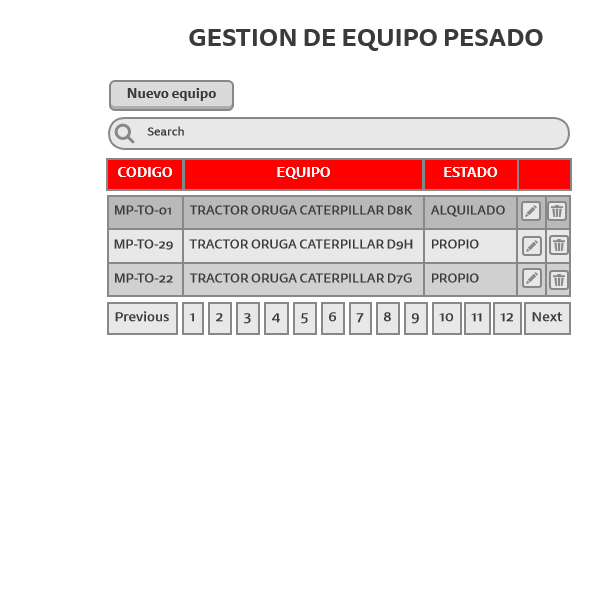 GESTION DE EQUIPO PESADO
Nuevo equipo
Search
CODIGO EQUIPO ESTADO
MP-TO-01 TRACTOR ORUGA CATERPILLAR D8K ALQUILADO
MP-TO-29 TRACTOR ORUGA CATERPILLAR D9H PROPIO
MP-TO-22 TRACTOR ORUGA CATERPILLAR D7G PROPIO
Previous 1 2 3 4 5 6 7 8 9 10 11 12 Next